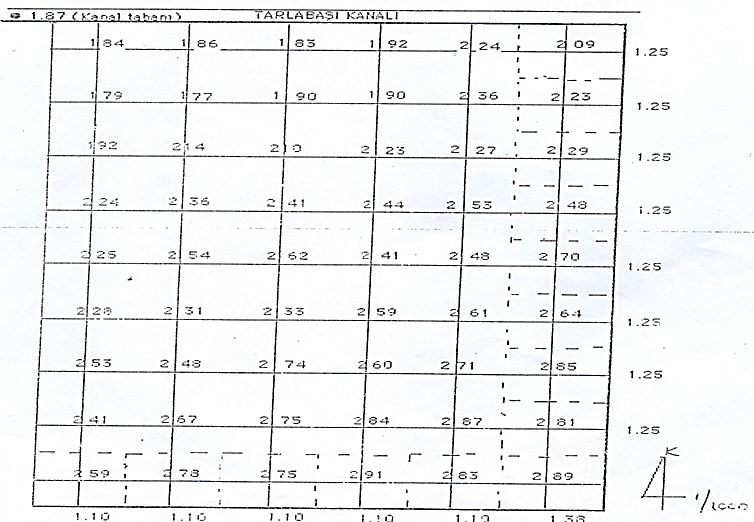 1.87 (Kanal tabanı) TARLABAŞI KANALI
1 84 1 86 1 83 1 92 2 24 2 09
1.25
1 79 1 77 1 90 1 90 2 36 2 23
1.25
1 92 2 14 2 10 2 23 2 27 2 29
1.25
2 24 2 36 2 41 2 44 2 53 2 48
1.25
2 25 2 54 2 62 2 41 2 48 2 70
1.25
2 28 2 31 2 33 2 59 2 61 2 64
1.25
2 53 2 48 2 74 2 60 2 71 2 85
1.25
2 41 2 67 2 75 2 84 2 87 2 81
1.25
2 59 2 78 2 75 2 91 2 83 2 89
K
1.10 1.10 1.10 1.10 1.10 1.38